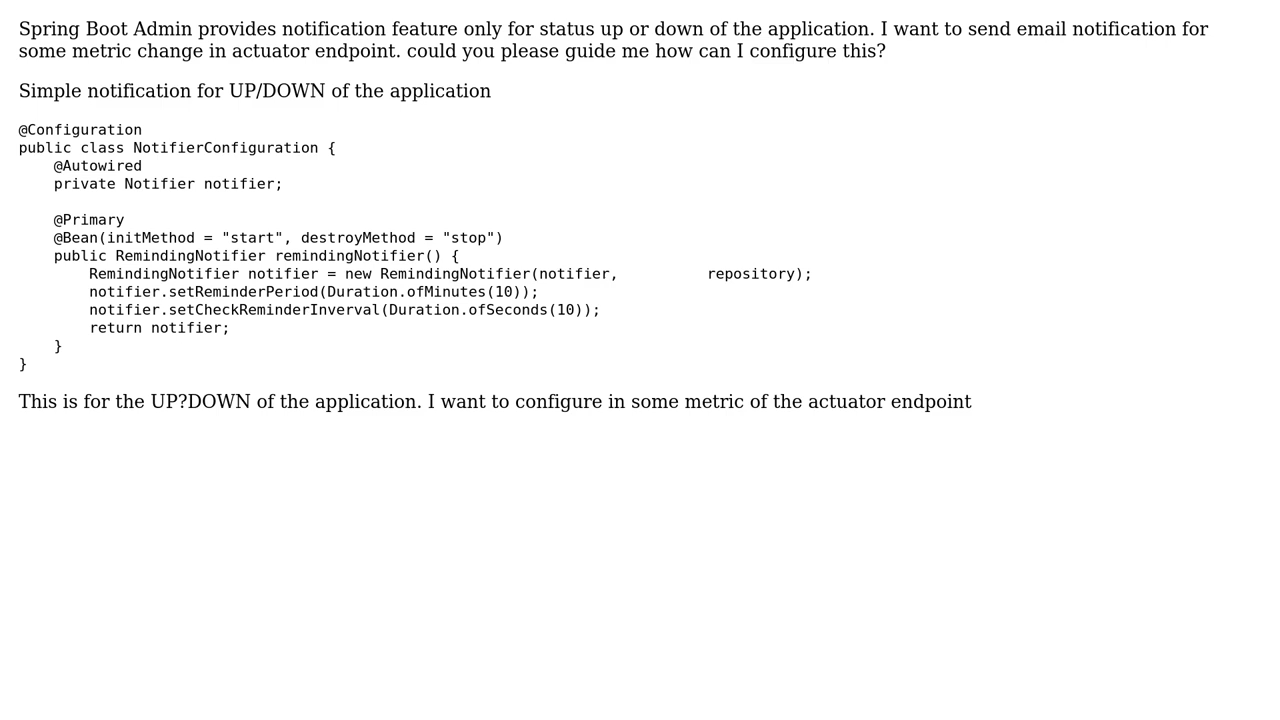 Spring Boot Admin provides notification feature only for status up or down of the application. I want to send email notification for
some metric change in actuator endpoint. could you please guide me how can I configure this?
Simple notification for UP/DOWN of the application
@Configuration
public class NotifierConfiguration {
    @Autowired
    private Notifier notifier;

    @Primary
    @Bean(initMethod = "start", destroyMethod = "stop")
    public RemindingNotifier remindingNotifier() {
        RemindingNotifier notifier = new RemindingNotifier(notifier,          repository);
        notifier.setReminderPeriod(Duration.ofMinutes(10));
        notifier.setCheckReminderInverval(Duration.ofSeconds(10));
        return notifier;
    }
}
This is for the UP?DOWN of the application. I want to configure in some metric of the actuator endpoint